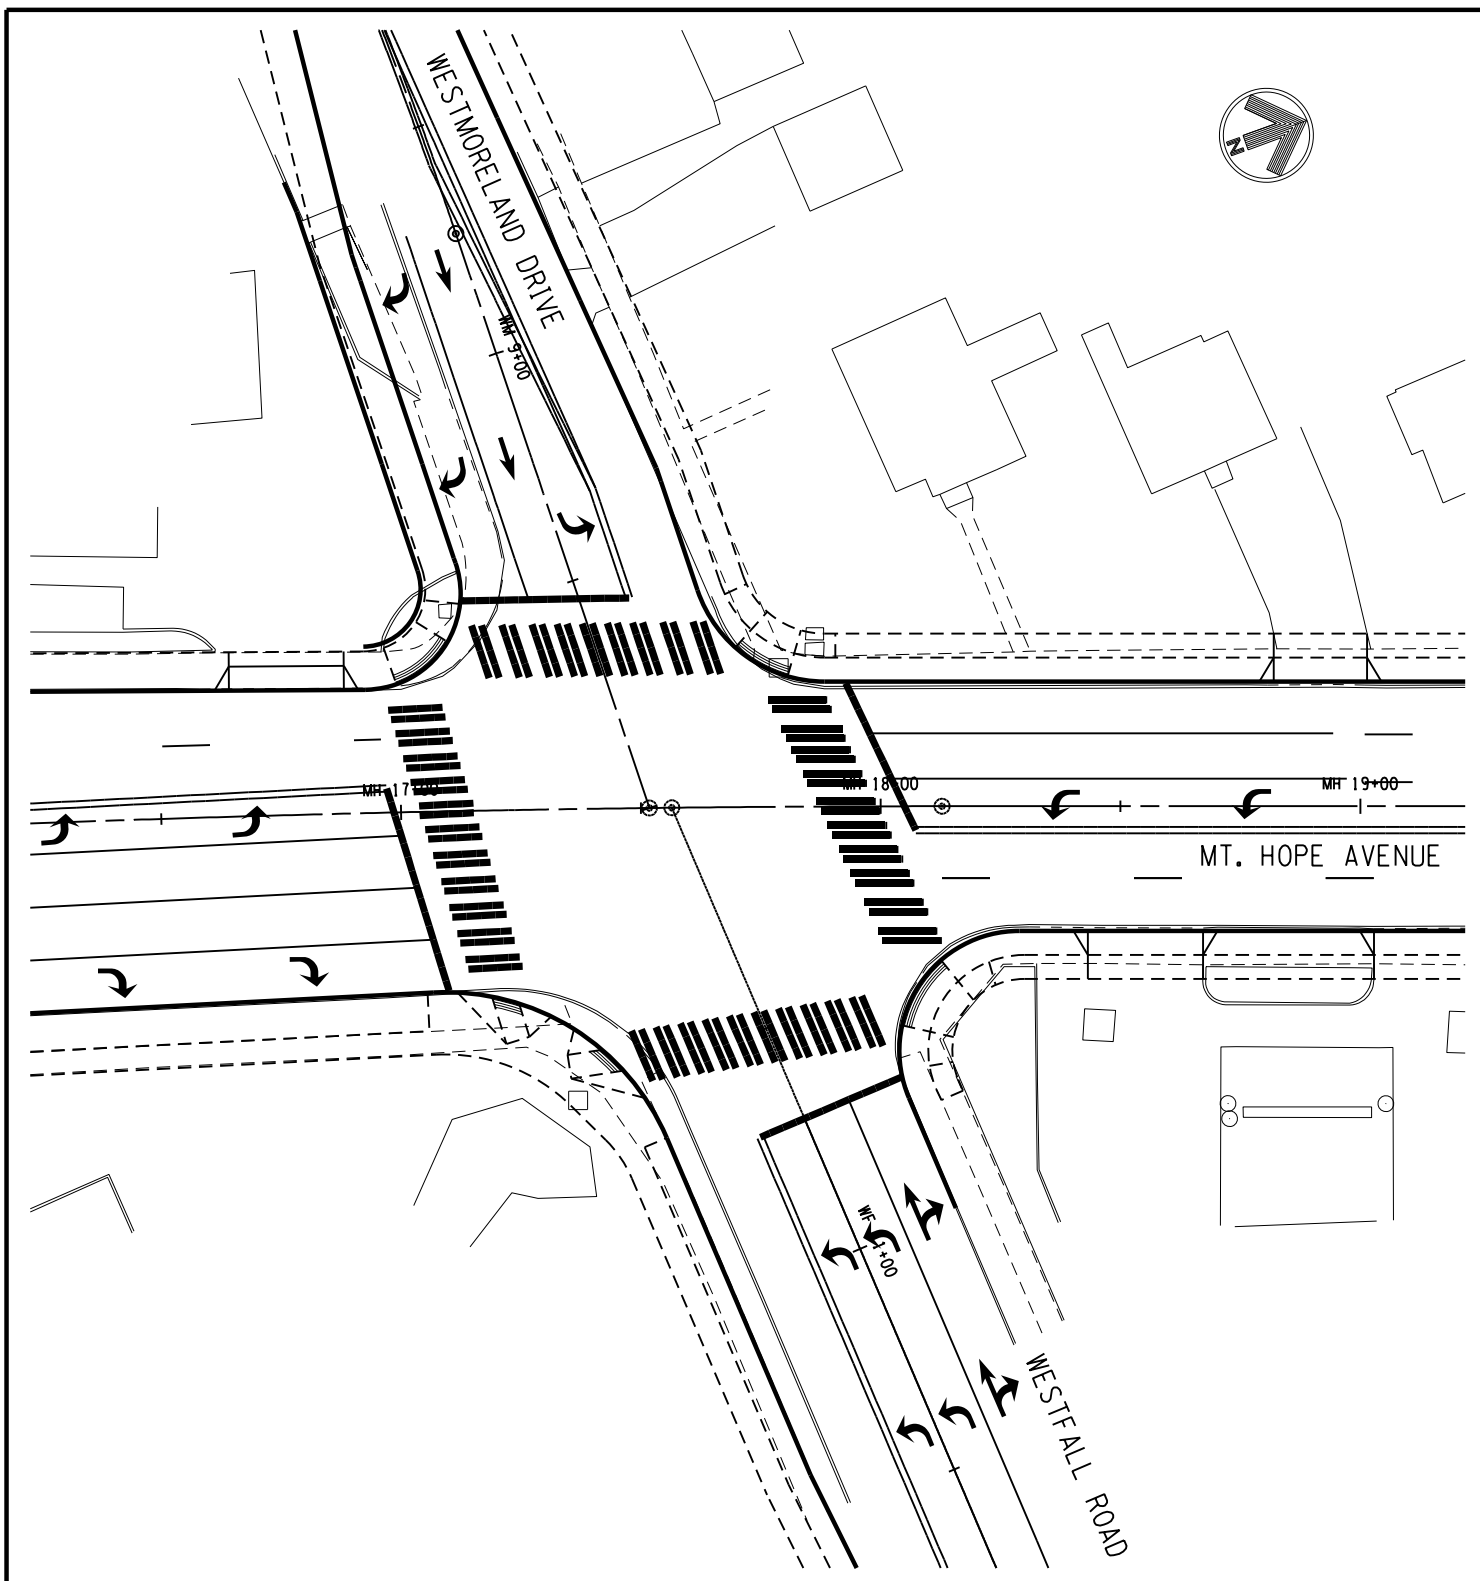 WESTMORELAND DRIVE
N
WM 9+00
MH 17+00
MH 18+00
MH 19+00
MT. HOPE AVENUE
WF 1+00
WESTFALL ROAD